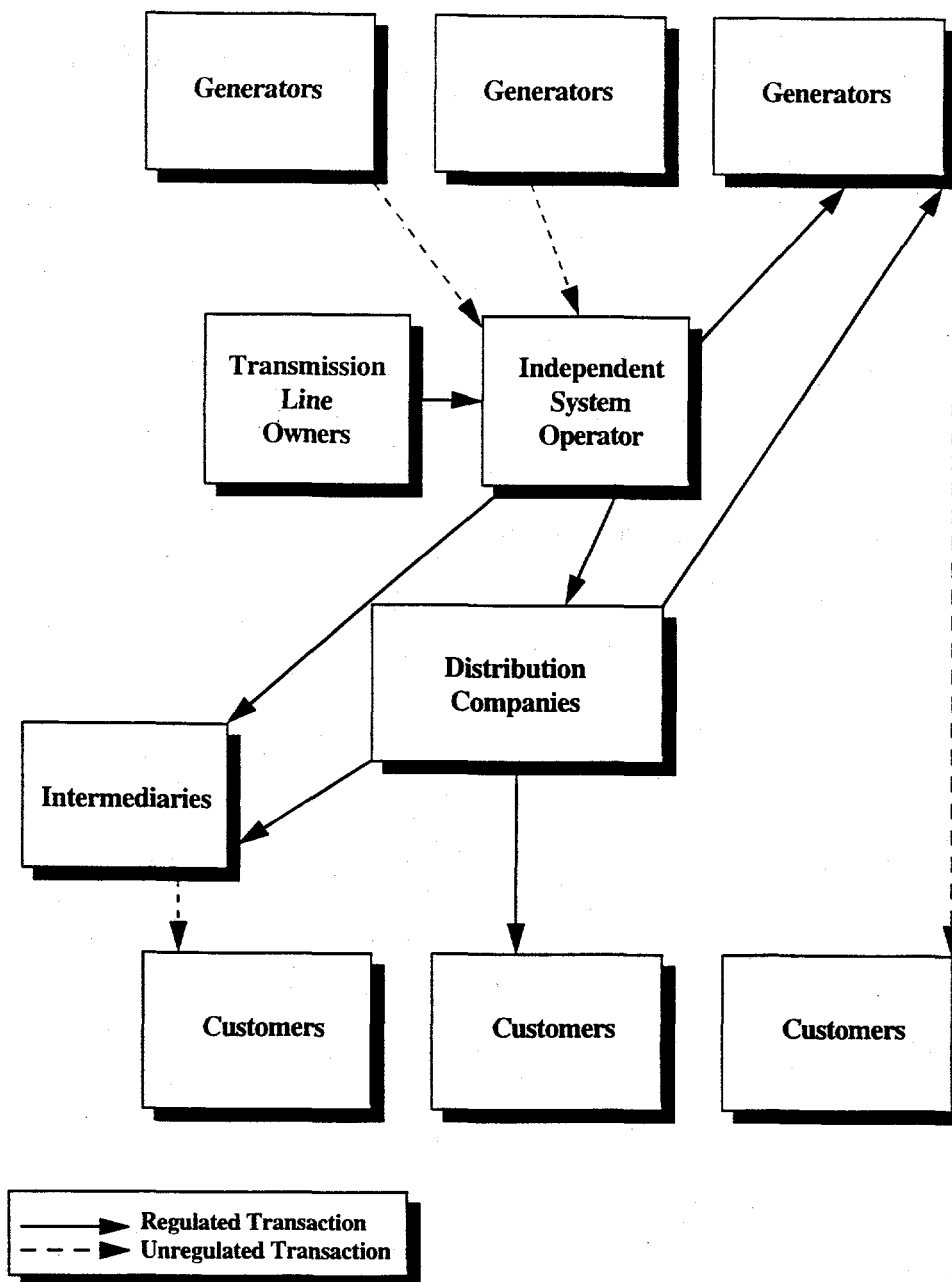 Generators
Generators
Generators
Transmission
Line
Owners
Independent
System
Operator
Distribution
Companies
Intermediaries
Customers
Customers
Customers
Regulated Transaction
Unregulated Transaction